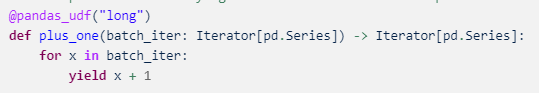 @pandas_udf("long")
def plus_one(batch_iter: Iterator[pd.Series]) -> Iterator[pd.Series]:
    for x in batch_iter:
        yield x + 1